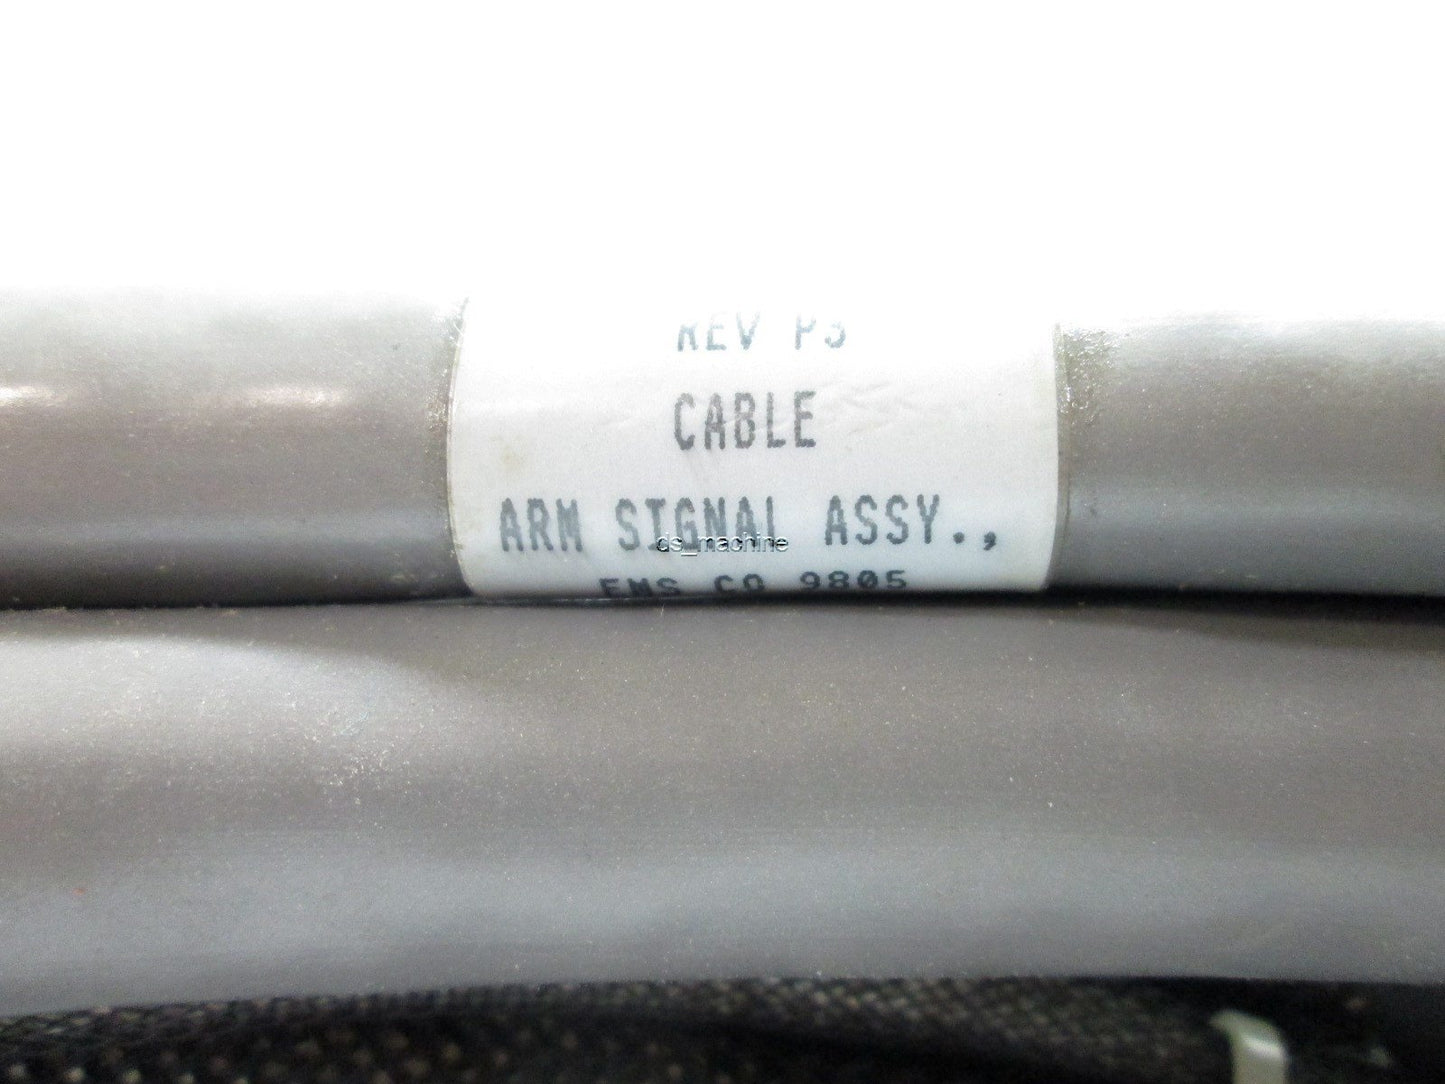 REV P3
CABLE
ARM SIGNAL ASSY.,
ds_machine
EMS CO 9805